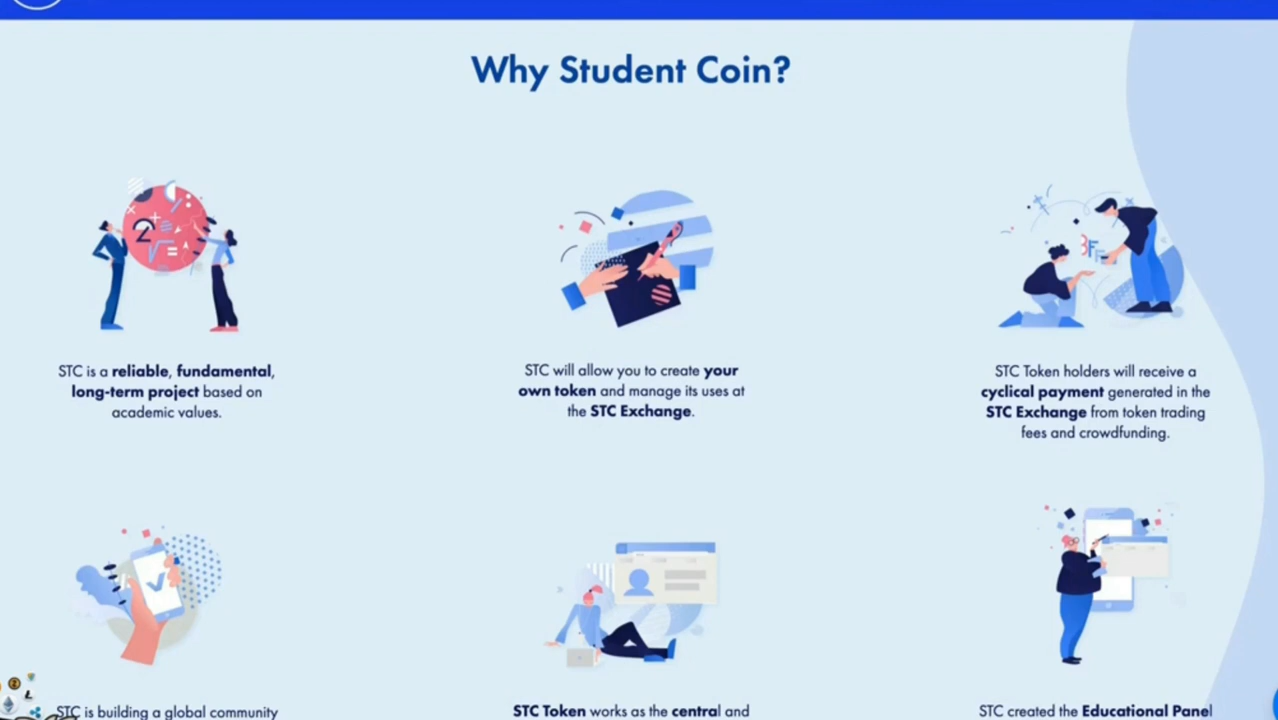 Why Student Coin?
STC is a reliable, fundamental,
long-term project based on
academic values.
STC will allow you to create your
own token and manage its uses at
the STC Exchange.
STC Token holders will receive a
cyclical payment generated in the
STC Exchange from token trading
fees and crowdfunding.
STC is building a global community
STC Token works as the central and
STC created the Educational Panel